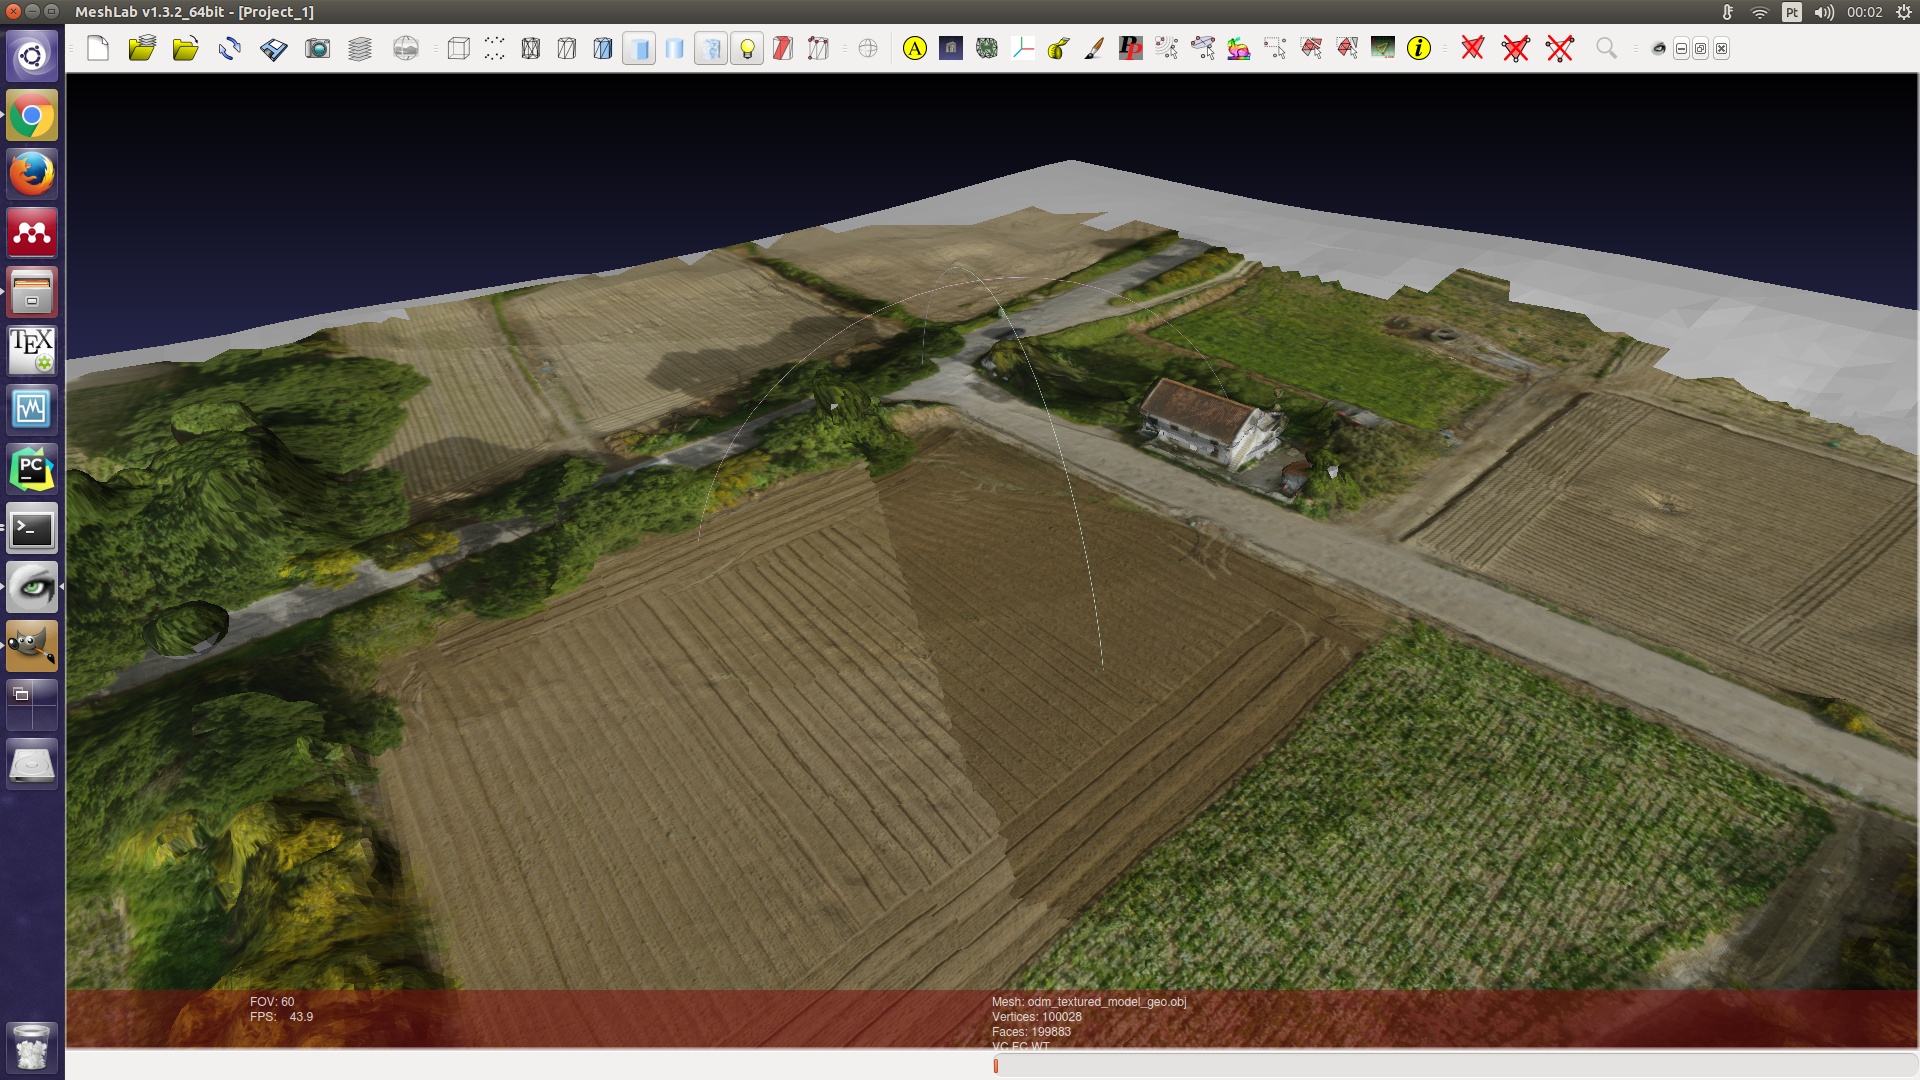 MeshLab v1.3.2_64bit - [Project_1]
Pt
00:02
A
PP
i
TEX
PC
>_
FOV: 60
FPS: 43.9
Mesh: odm_textured_model_geo.obj
Vertices: 100028
Faces: 199883
VC FC WT